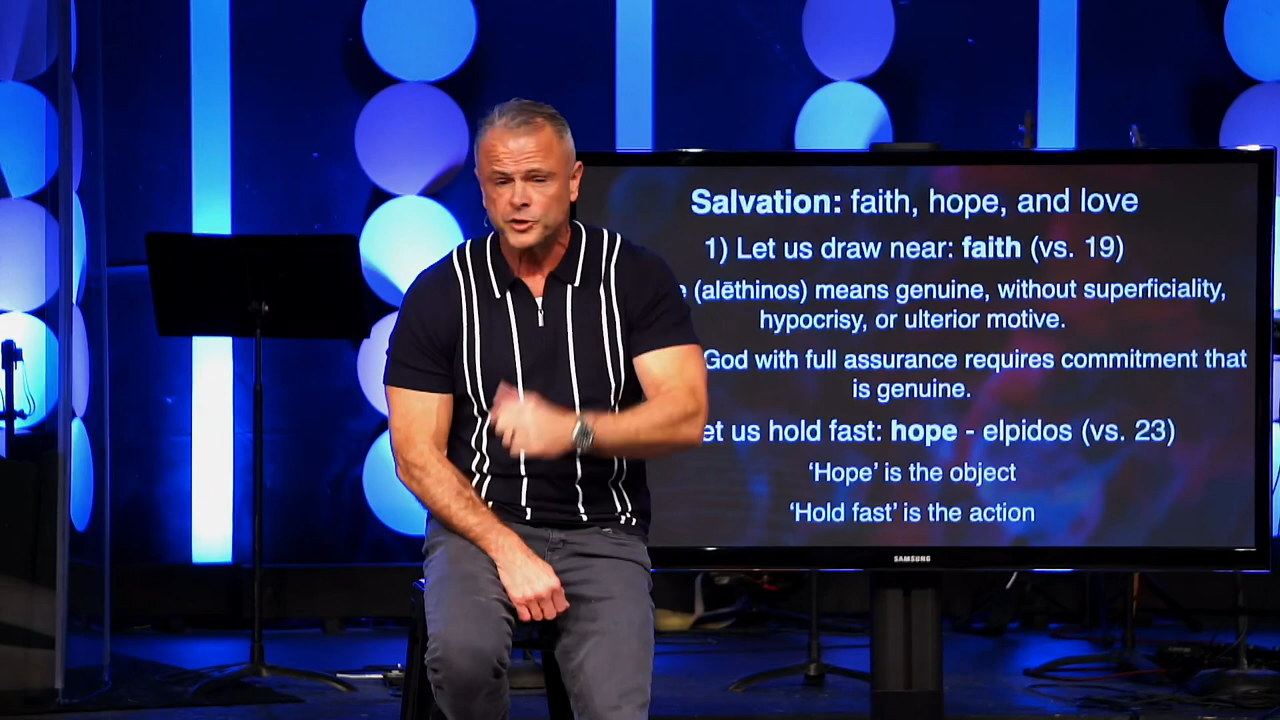 Salvation: faith, hope, and love
1) Let us draw near: faith (vs. 19)
(alēthinos) means genuine, without superficiality,
hypocrisy, or ulterior motive.
God with full assurance requires commitment that
is genuine.
us hold fast: hope - elpidos (vs. 23)
‘Hope’ is the object
‘Hold fast’ is the action
SAMSUNG